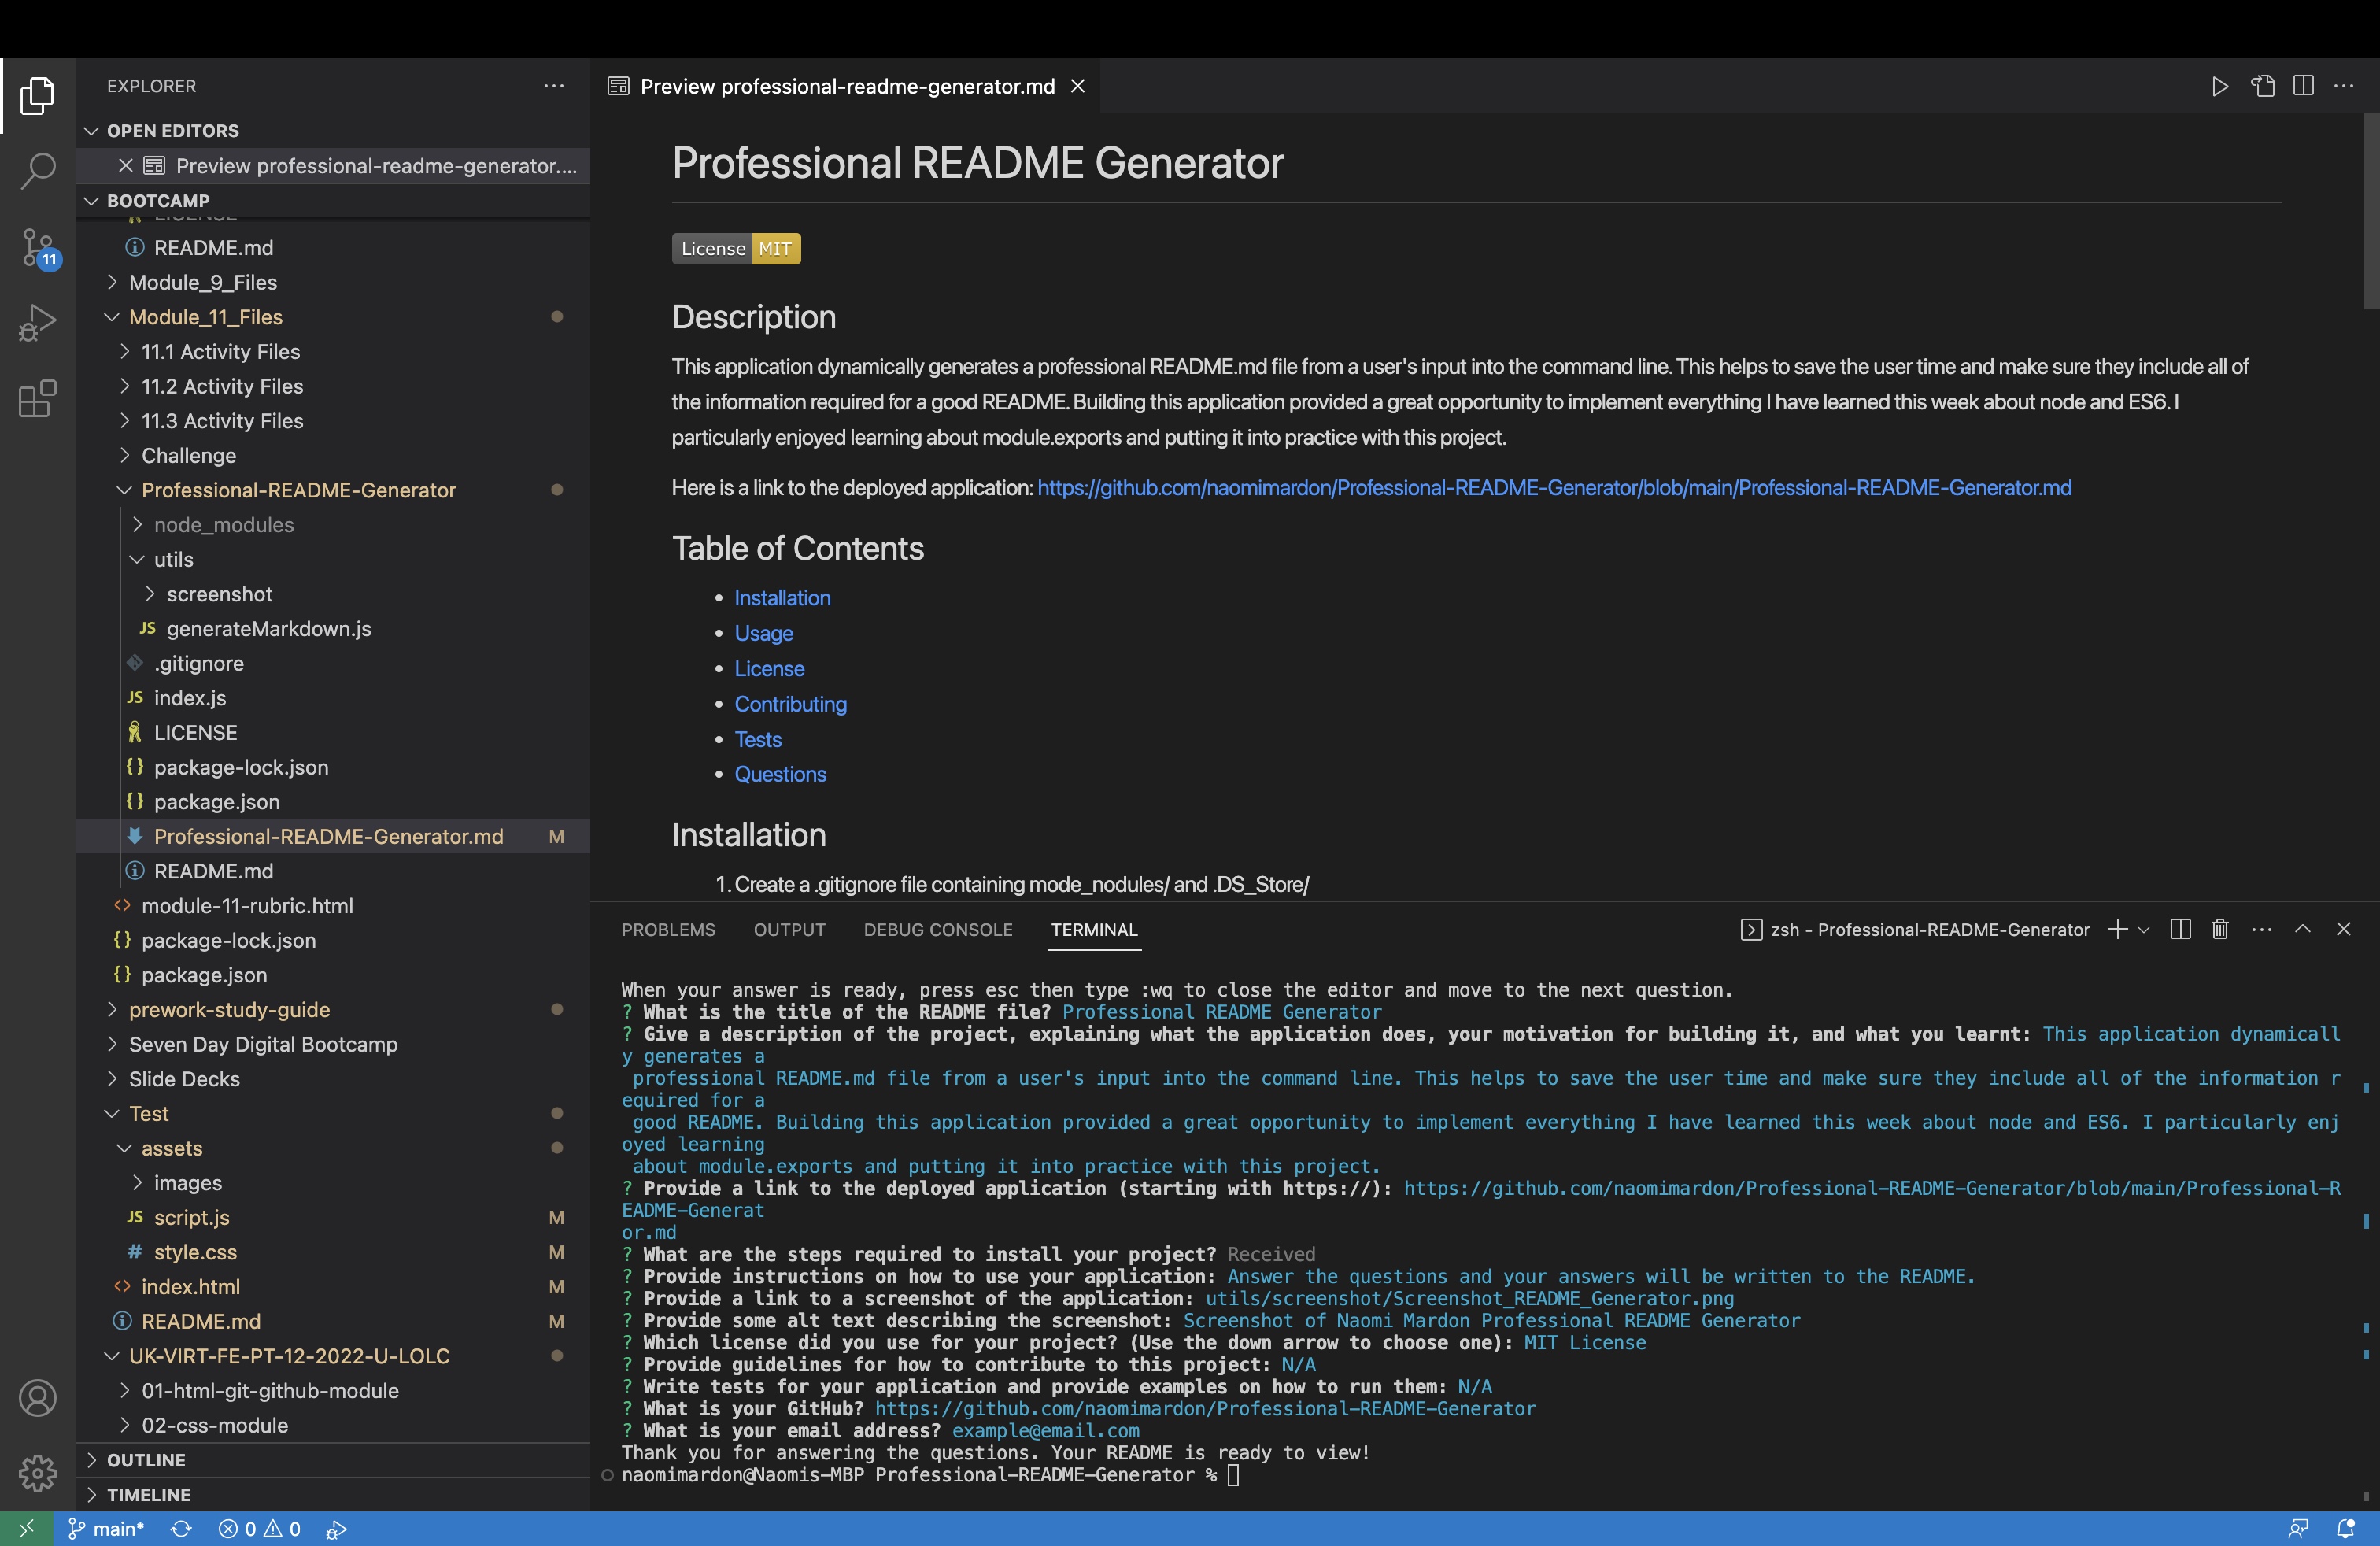 EXPLORER
OPEN EDITORS
Preview professional-readme-generator....
BOOTCAMP
LICENSE
README.md
Module_9_Files
Module_11_Files
11.1 Activity Files
11.2 Activity Files
11.3 Activity Files
Challenge
Professional-README-Generator
node_modules
utils
screenshot
JS generateMarkdown.js
.gitignore
JS index.js
LICENSE
{} package-lock.json
{} package.json
Professional-README-Generator.md M
README.md
<> module-11-rubric.html
{} package-lock.json
{} package.json
prework-study-guide
Seven Day Digital Bootcamp
Slide Decks
Test
assets
images
JS script.js M
# style.css M
<> index.html M
README.md M
UK-VIRT-FE-PT-12-2022-U-LOLC
01-html-git-github-module
02-css-module
OUTLINE
TIMELINE
11
Preview professional-readme-generator.md
Professional README Generator
License MIT
Description
This application dynamically generates a professional README.md file from a user's input into the command line. This helps to save the user time and make sure they include all of
the information required for a good README. Building this application provided a great opportunity to implement everything I have learned this week about node and ES6. I
particularly enjoyed learning about module.exports and putting it into practice with this project.
Here is a link to the deployed application: https://github.com/naomimardon/Professional-README-Generator/blob/main/Professional-README-Generator.md
Table of Contents
• Installation
• Usage
• License
• Contributing
• Tests
• Questions
Installation
1. Create a .gitignore file containing mode_nodules/ and .DS_Store/
PROBLEMS OUTPUT DEBUG CONSOLE TERMINAL zsh - Professional-README-Generator
When your answer is ready, press esc then type :wq to close the editor and move to the next question.
? What is the title of the README file? Professional README Generator
? Give a description of the project, explaining what the application does, your motivation for building it, and what you learnt: This application dynamicall
y generates a
professional README.md file from a user's input into the command line. This helps to save the user time and make sure they include all of the information r
equired for a
good README. Building this application provided a great opportunity to implement everything I have learned this week about node and ES6. I particularly enj
oyed learning
about module.exports and putting it into practice with this project.
? Provide a link to the deployed application (starting with https://): https://github.com/naomimardon/Professional-README-Generator/blob/main/Professional-R
EADME-Generat
or.md
? What are the steps required to install your project? Received
? Provide instructions on how to use your application: Answer the questions and your answers will be written to the README.
? Provide a link to a screenshot of the application: utils/screenshot/Screenshot_README_Generator.png
? Provide some alt text describing the screenshot: Screenshot of Naomi Mardon Professional README Generator
? Which license did you use for your project? (Use the down arrow to choose one): MIT License
? Provide guidelines for how to contribute to this project: N/A
? Write tests for your application and provide examples on how to run them: N/A
? What is your GitHub? https://github.com/naomimardon/Professional-README-Generator
? What is your email address? example@email.com
Thank you for answering the questions. Your README is ready to view!
naomimardon@Naomis-MBP Professional-README-Generator %
main* 0 0